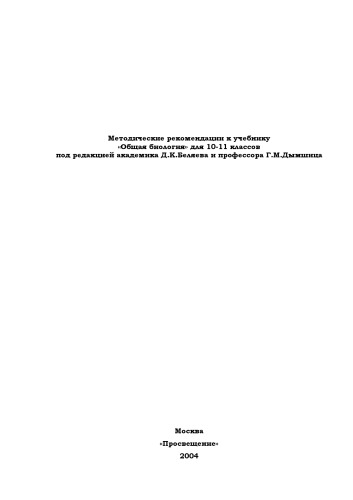 Методические рекомендации к учебнику
«Общая биология» для 10-11 классов
под редакцией академика Д.К.Беляева и профессора Г.М.Дымшица
Москва
«Просвещение»
2004